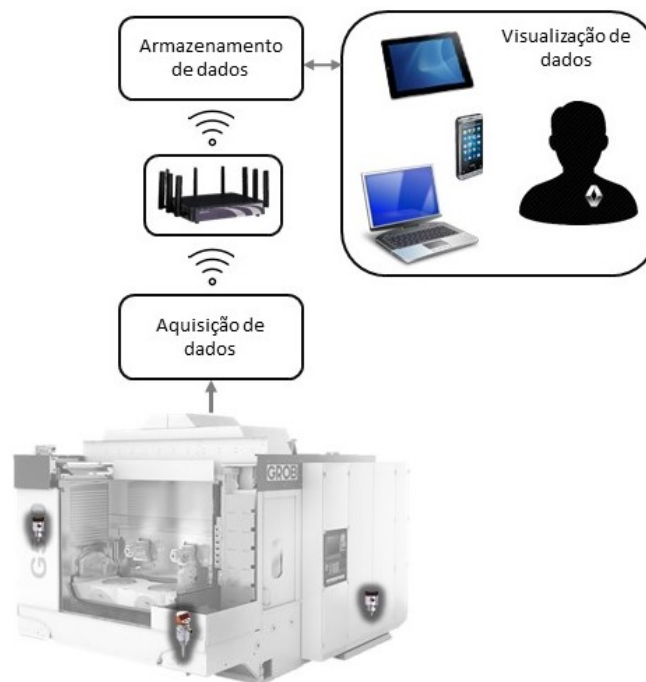 Armazenamento
de dados
Visualização de
dados
Aquisição de
dados
GROB
G